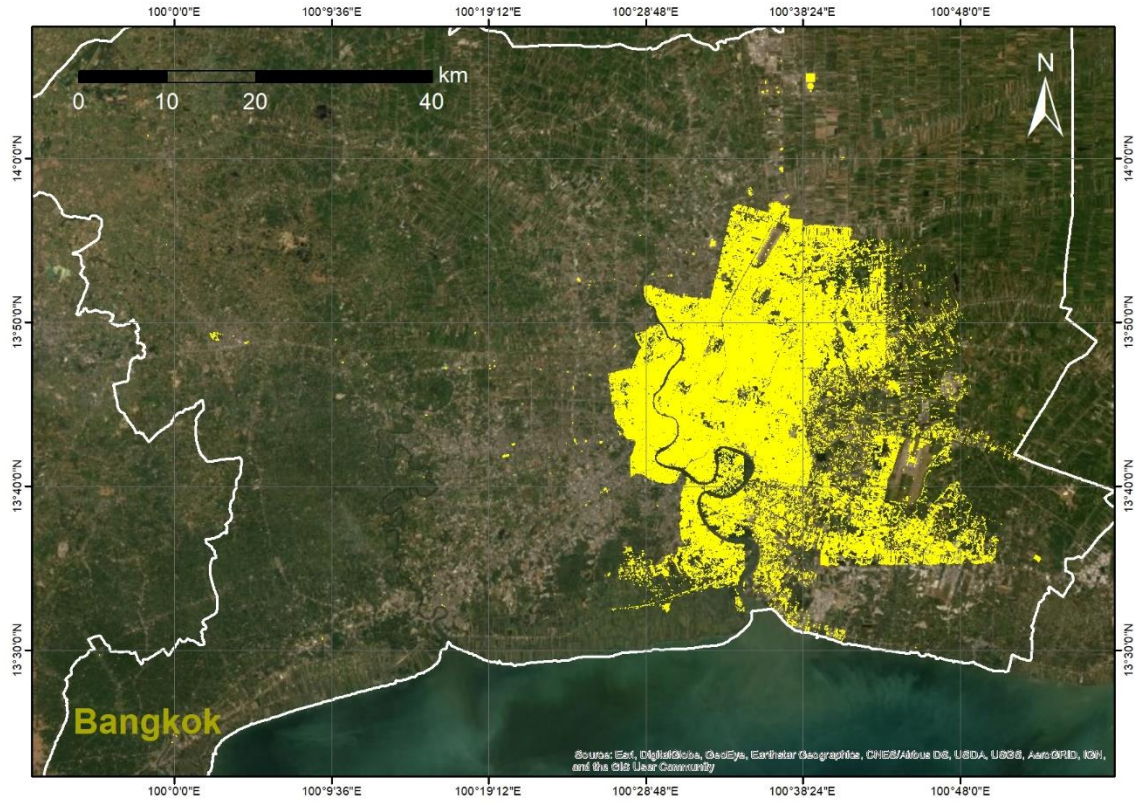 100°0'0"E 100°9'36"E 100°19'12"E 100°28'48"E 100°38'24"E 100°48'0"E
km
0 10 20 40
N
14°0'0"N 14°0'0"N
13°50'0"N 13°50'0"N
13°40'0"N 13°40'0"N
13°30'0"N 13°30'0"N
Bangkok
Source: Esri, DigitalGlobe, GeoEye, Earthstar Geographics, CNES/Airbus DS, USDA, USGS, AeroGRID, IGN,
and the GIS User Community
100°0'0"E 100°9'36"E 100°19'12"E 100°28'48"E 100°38'24"E 100°48'0"E